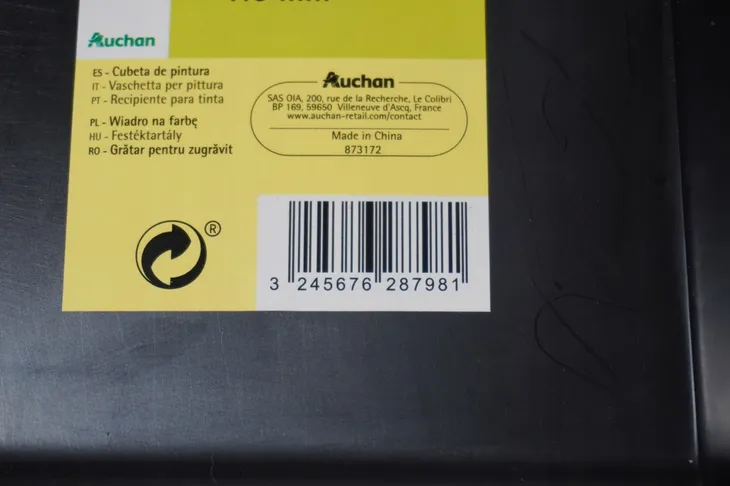 Auchan
ES - Cubeta de pintura
IT - Vaschetta per pittura
PT - Recipiente para tinta
PL - Wiadro na farbę
HU - Festéktartály
RO - Grătar pentru zugrăvit
Auchan
SAS OIA, 200, rue de la Recherche, Le Colibri
BP 169, 59650 Villeneuve d'Ascq, France
www.auchan-retail.com/contact
Made in China
873172
®
3 245676 287981